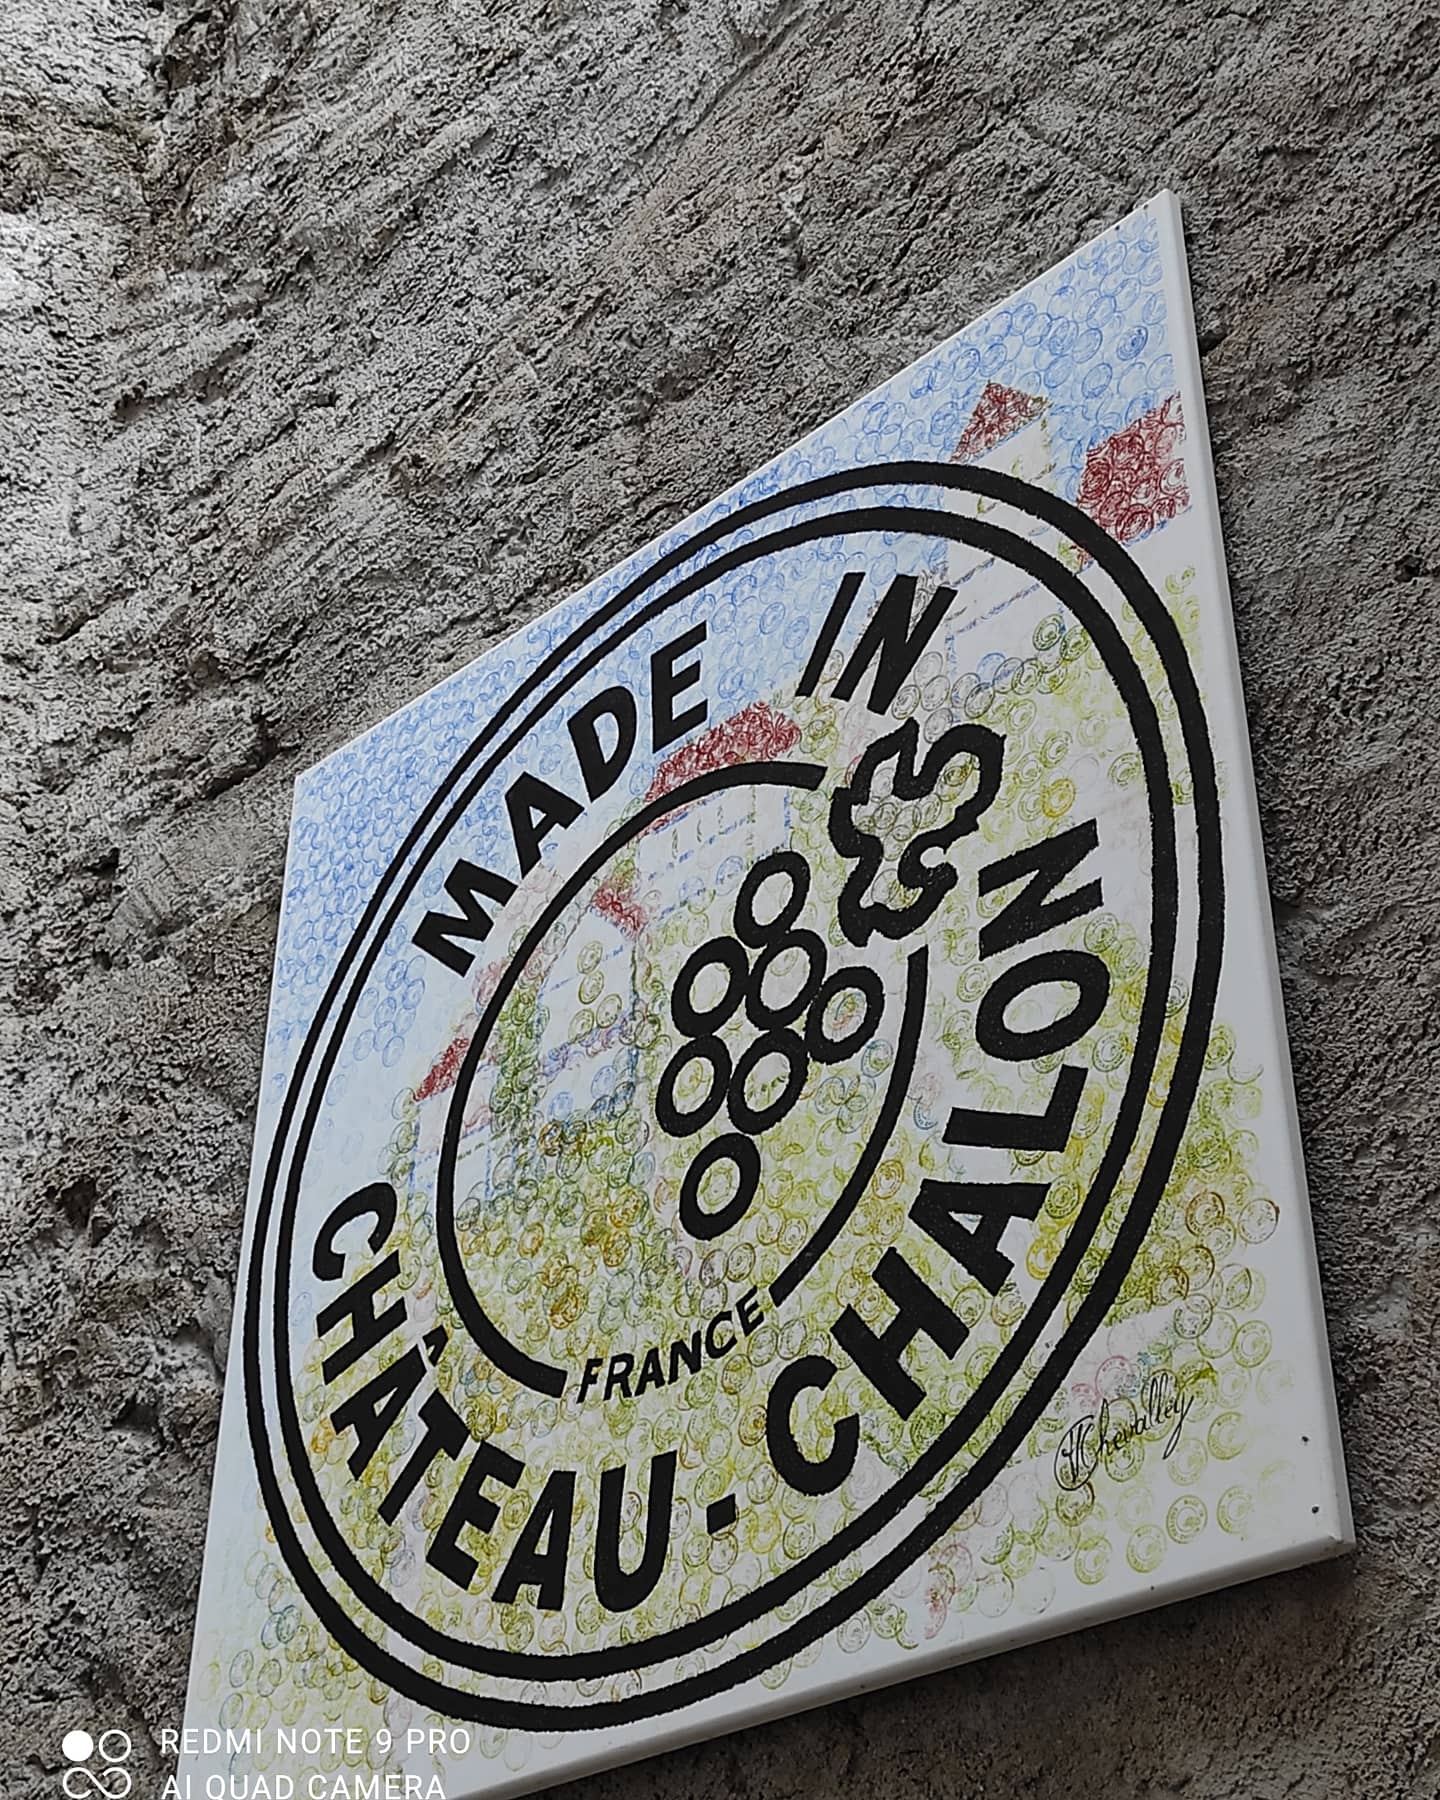 MADE IN
CHÂTEAU-CHALON
FRANCE
Chevalley
REDMI NOTE 9 PRO
AI QUAD CAMERA